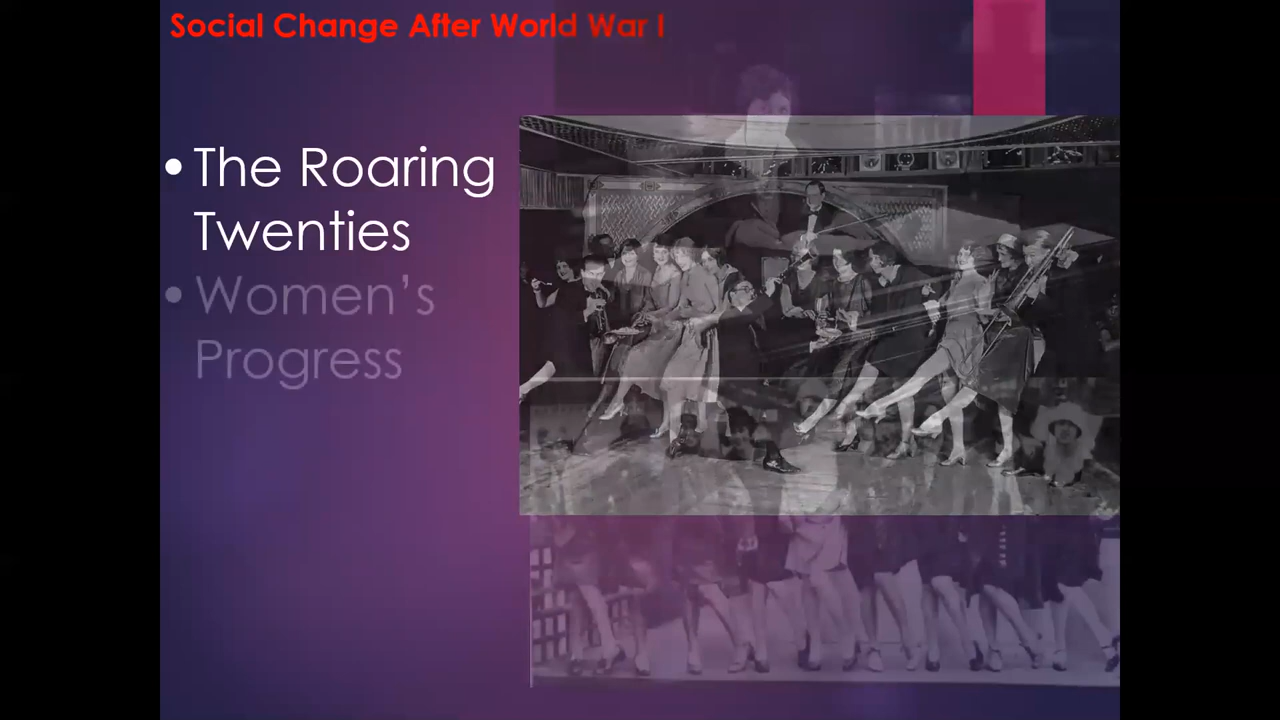 Social Change After World War I
• The Roaring
Twenties
• Women’s
Progress